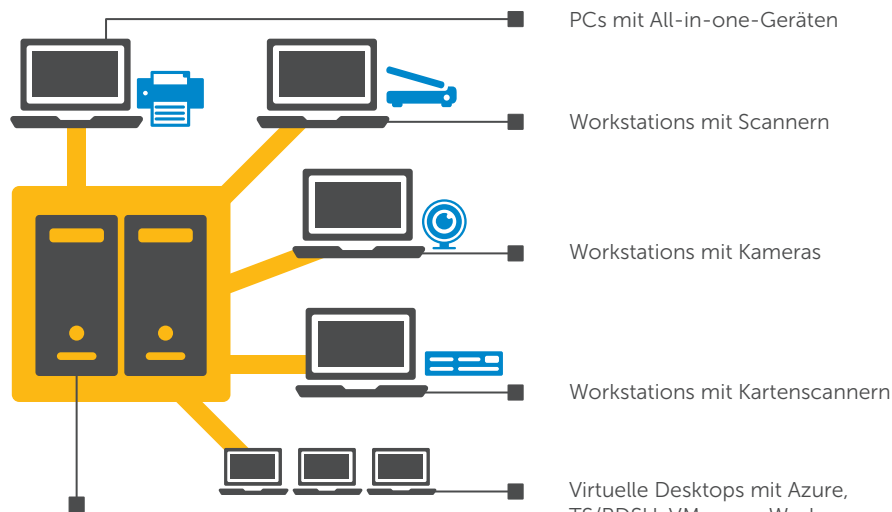 PCs mit All-in-one-Geräten
Workstations mit Scannern
Workstations mit Kameras
Workstations mit Kartenscannern
Virtuelle Desktops mit Azure,